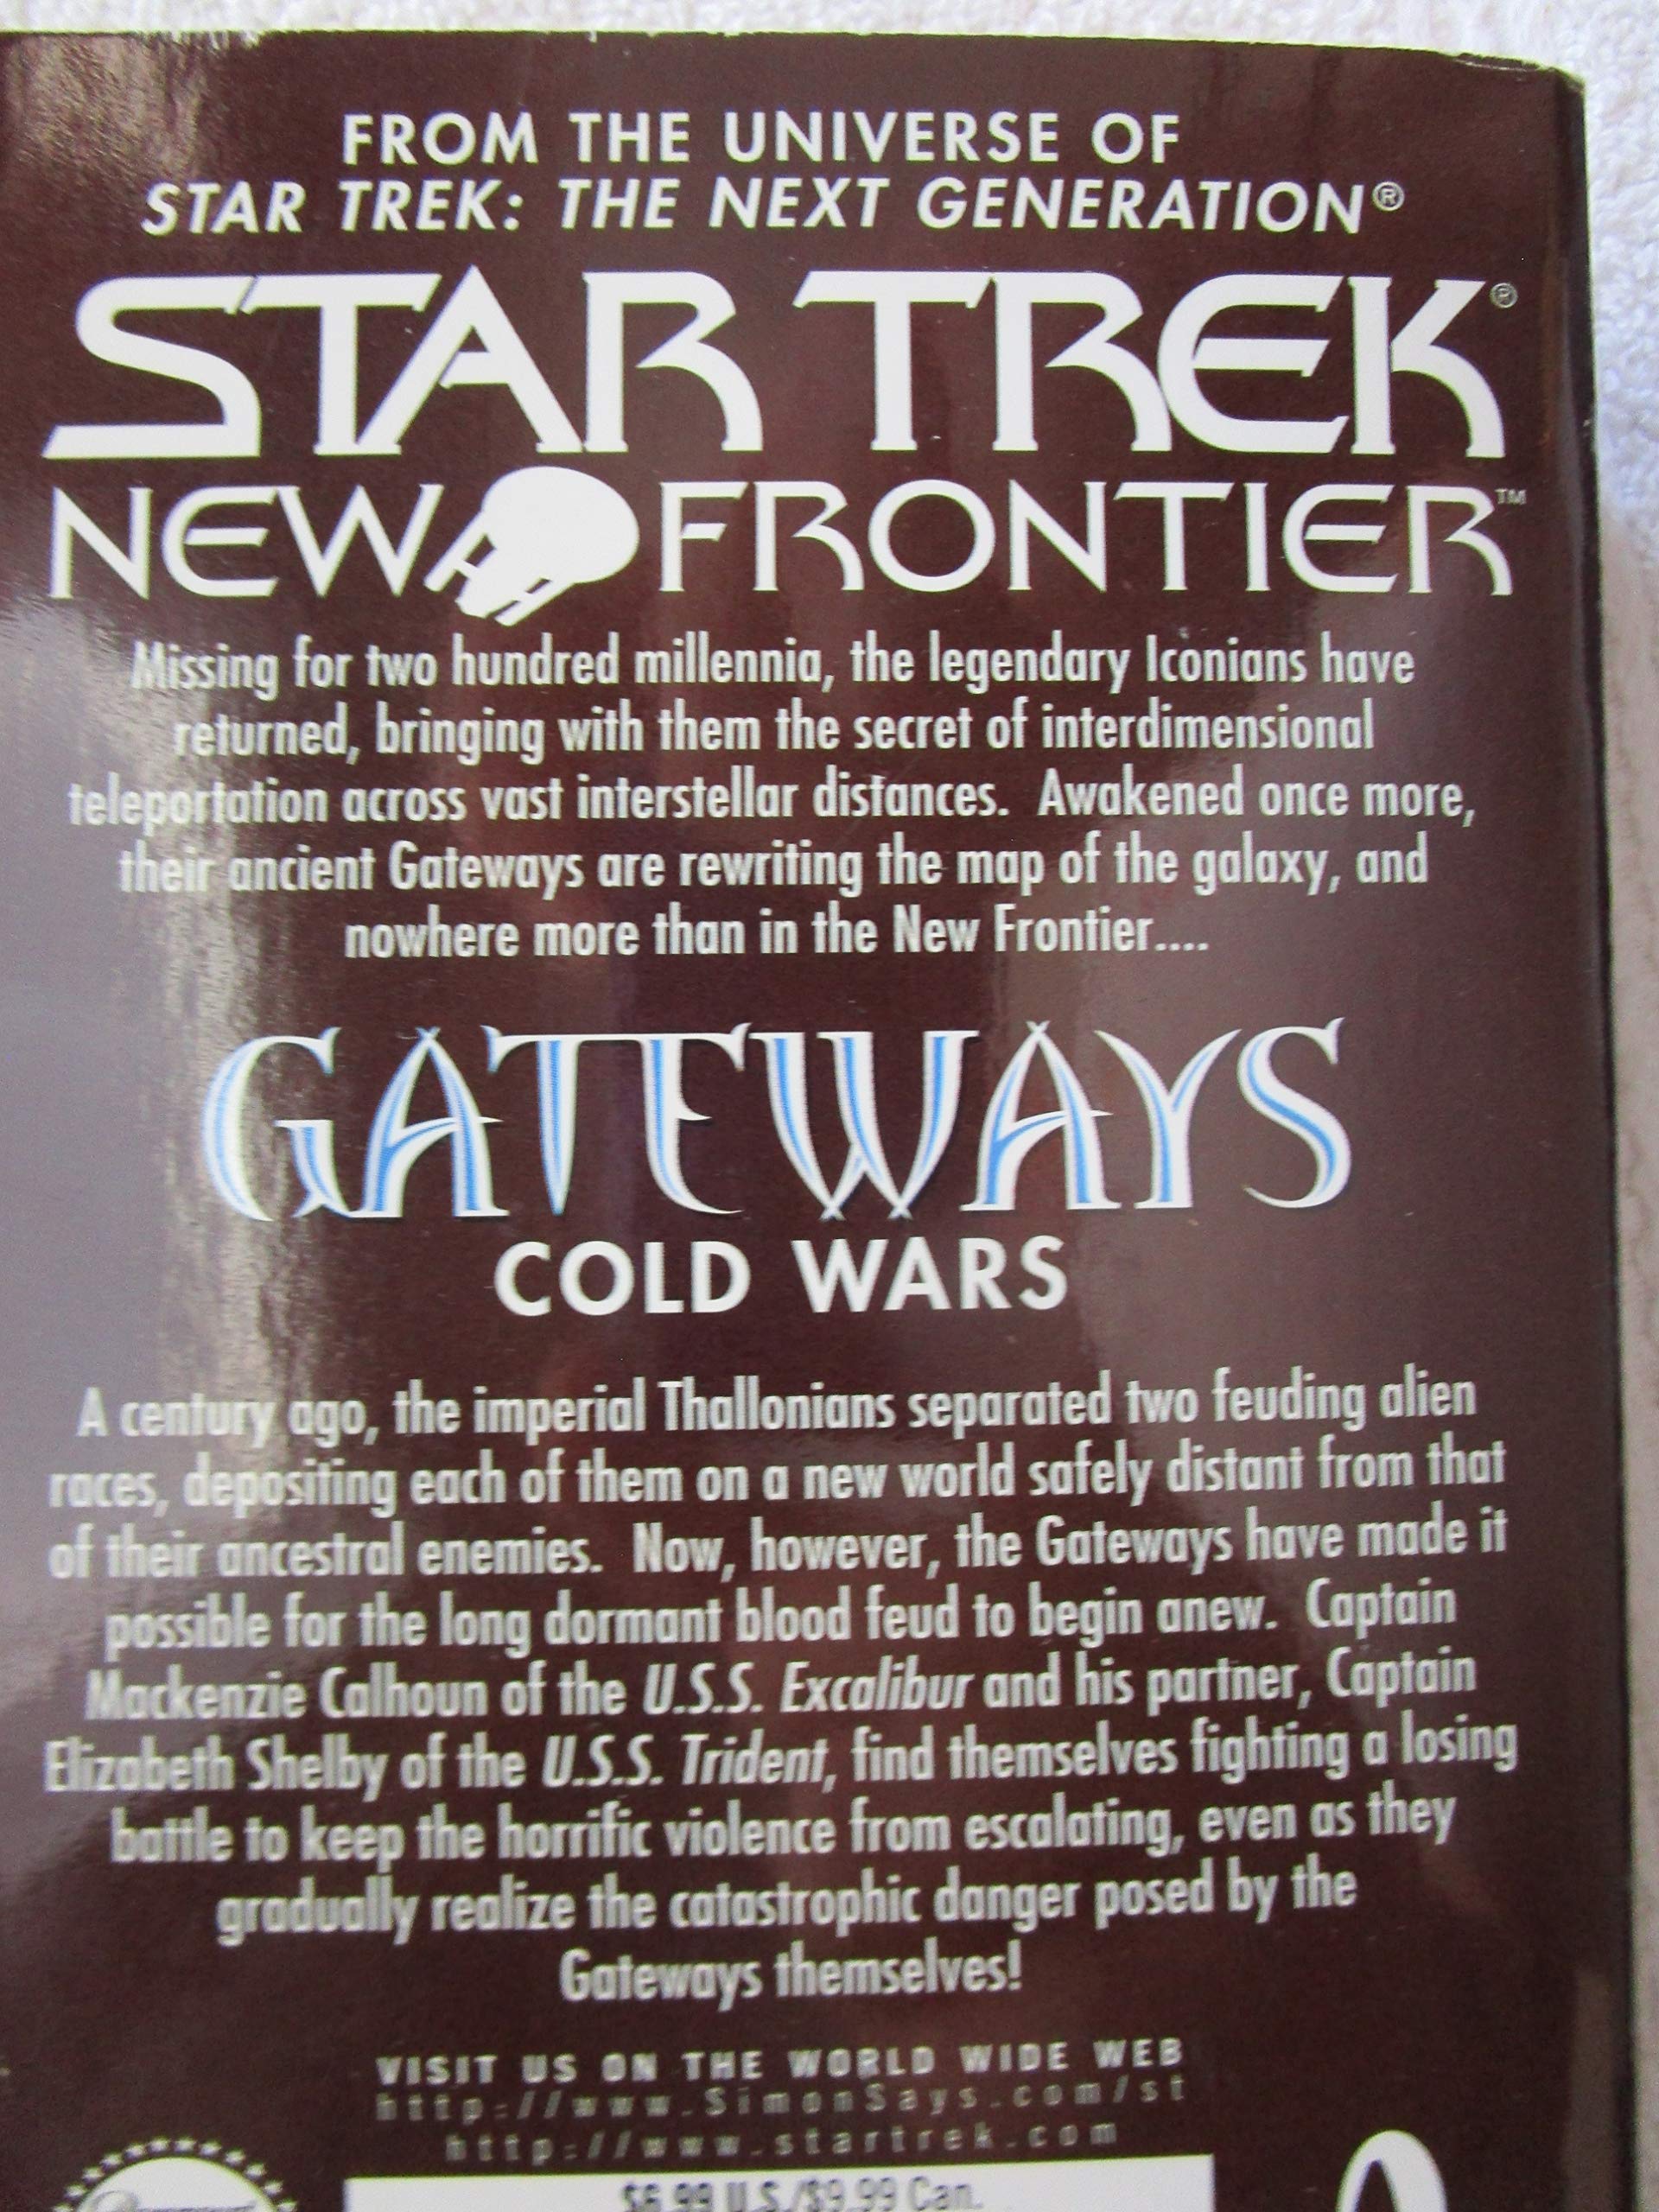 FROM THE UNIVERSE OF
STAR TREK: THE NEXT GENERATION®
STAR TREK®
NEW FRONTIER™
Missing for two hundred millennia, the legendary Iconians have
returned, bringing with them the secret of interdimensional
teleportation across vast interstellar distances. Awakened once more,
their ancient Gateways are rewriting the map of the galaxy, and
nowhere more than in the New Frontier....
GATEWAYS
COLD WARS
A century ago, the imperial Thallonians separated two feuding alien
races, depositing each of them on a new world safely distant from that
of their ancestral enemies. Now, however, the Gateways have made it
possible for the long dormant blood feud to begin anew. Captain
Mackenzie Calhoun of the U.S.S. Excalibur and his partner, Captain
Elizabeth Shelby of the U.S.S. Trident, find themselves fighting a losing
battle to keep the horrific violence from escalating, even as they
gradually realize the catastrophic danger posed by the
Gateways themselves!
VISIT US ON THE WORLD WIDE WEB
http://www.SimonSays.com/st
http://www.startrek.com
$6.99 U.S./$9.99 Can.